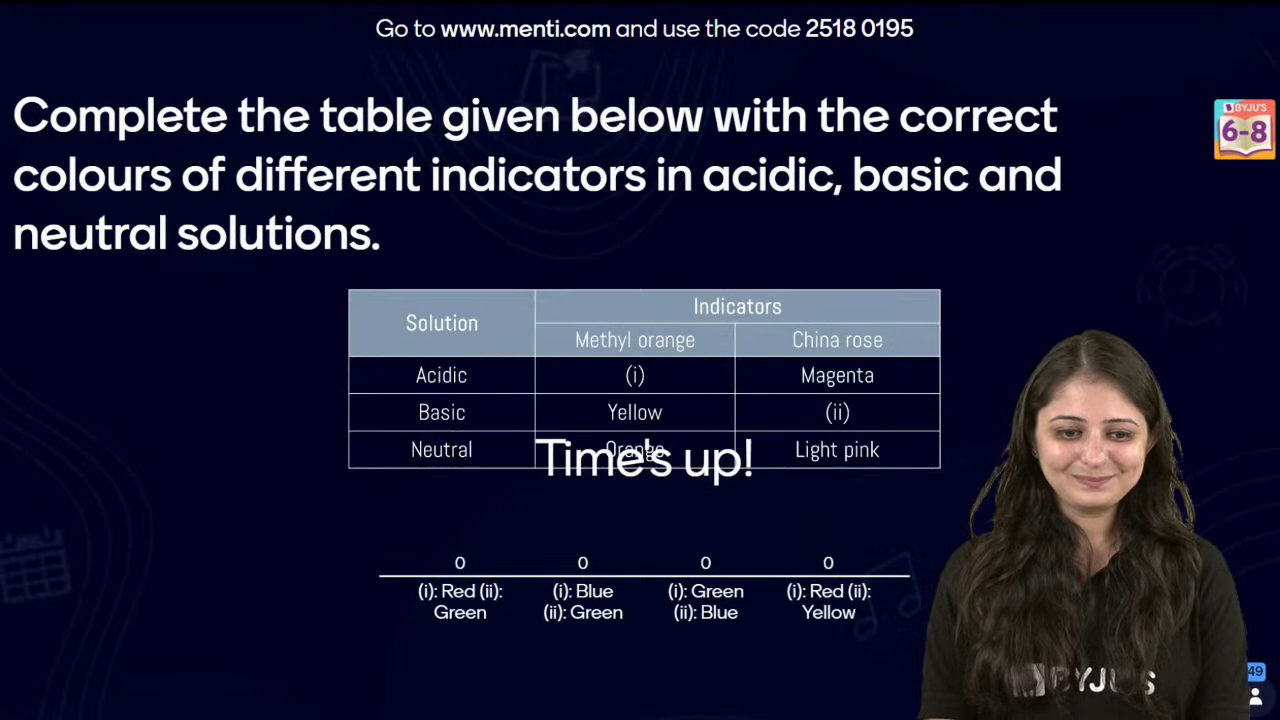 Go to www.menti.com and use the code 2518 0195
Complete the table given below with the correct
colours of different indicators in acidic, basic and
neutral solutions.
BYJU'S
6-8
Solution
Indicators
Methyl orange
China rose
Acidic
(i)
Magenta
Basic
Yellow
(ii)
Neutral
Orange
Light pink
Time's up!
0
0
0
0
(i): Red (ii):
Green
(i): Blue
(ii): Green
(i): Green
(ii): Blue
(i): Red (ii):
Yellow
BYJU'S
49